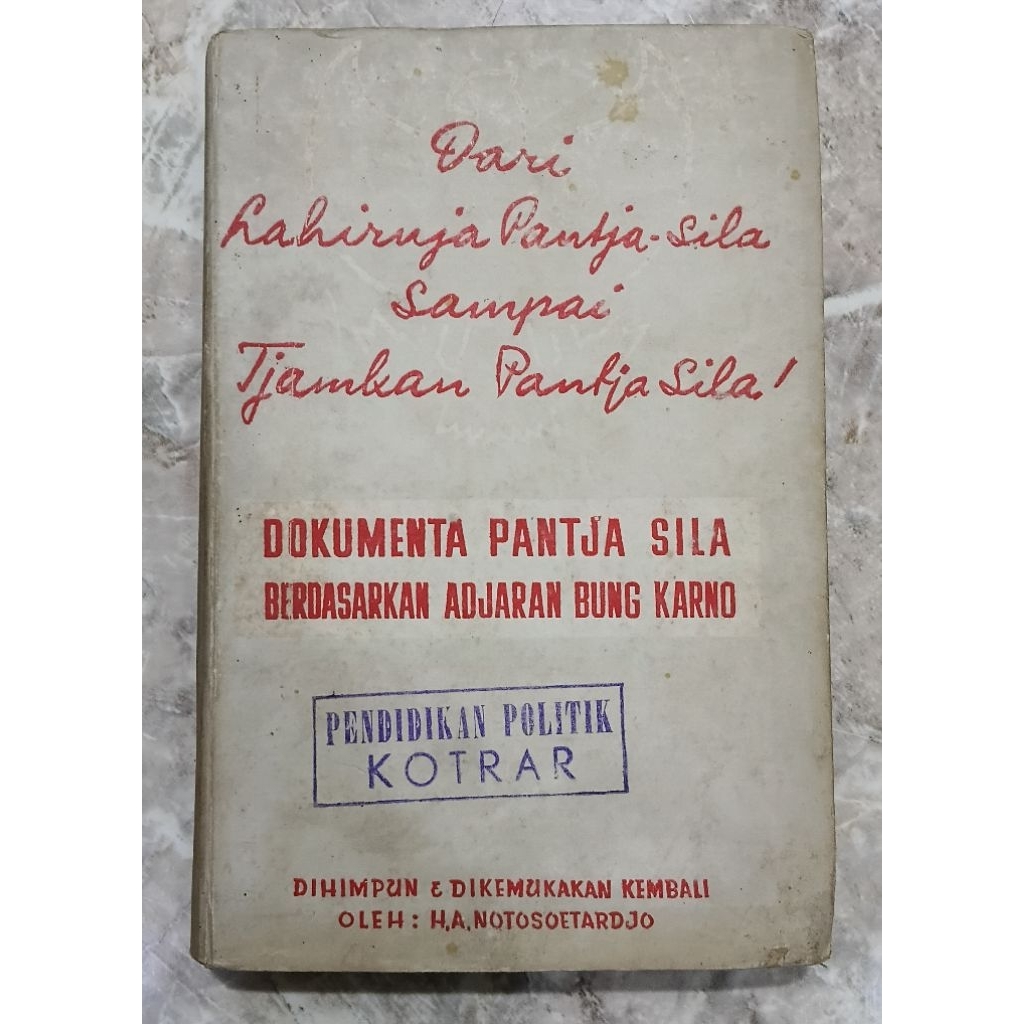 Dari
Lahirnja Pantja-Sila
Sampai
Tjamkan Pantja Sila!
DOKUMENTA PANTJA SILA
BERDASARKAN ADJARAN BUNG KARNO
PENDIDIKAN POLITIK
KOTRAR
DIHIMPUN & DIKEMUKAKAN KEMBALI
OLEH: H.A. NOTOSOETARDJO